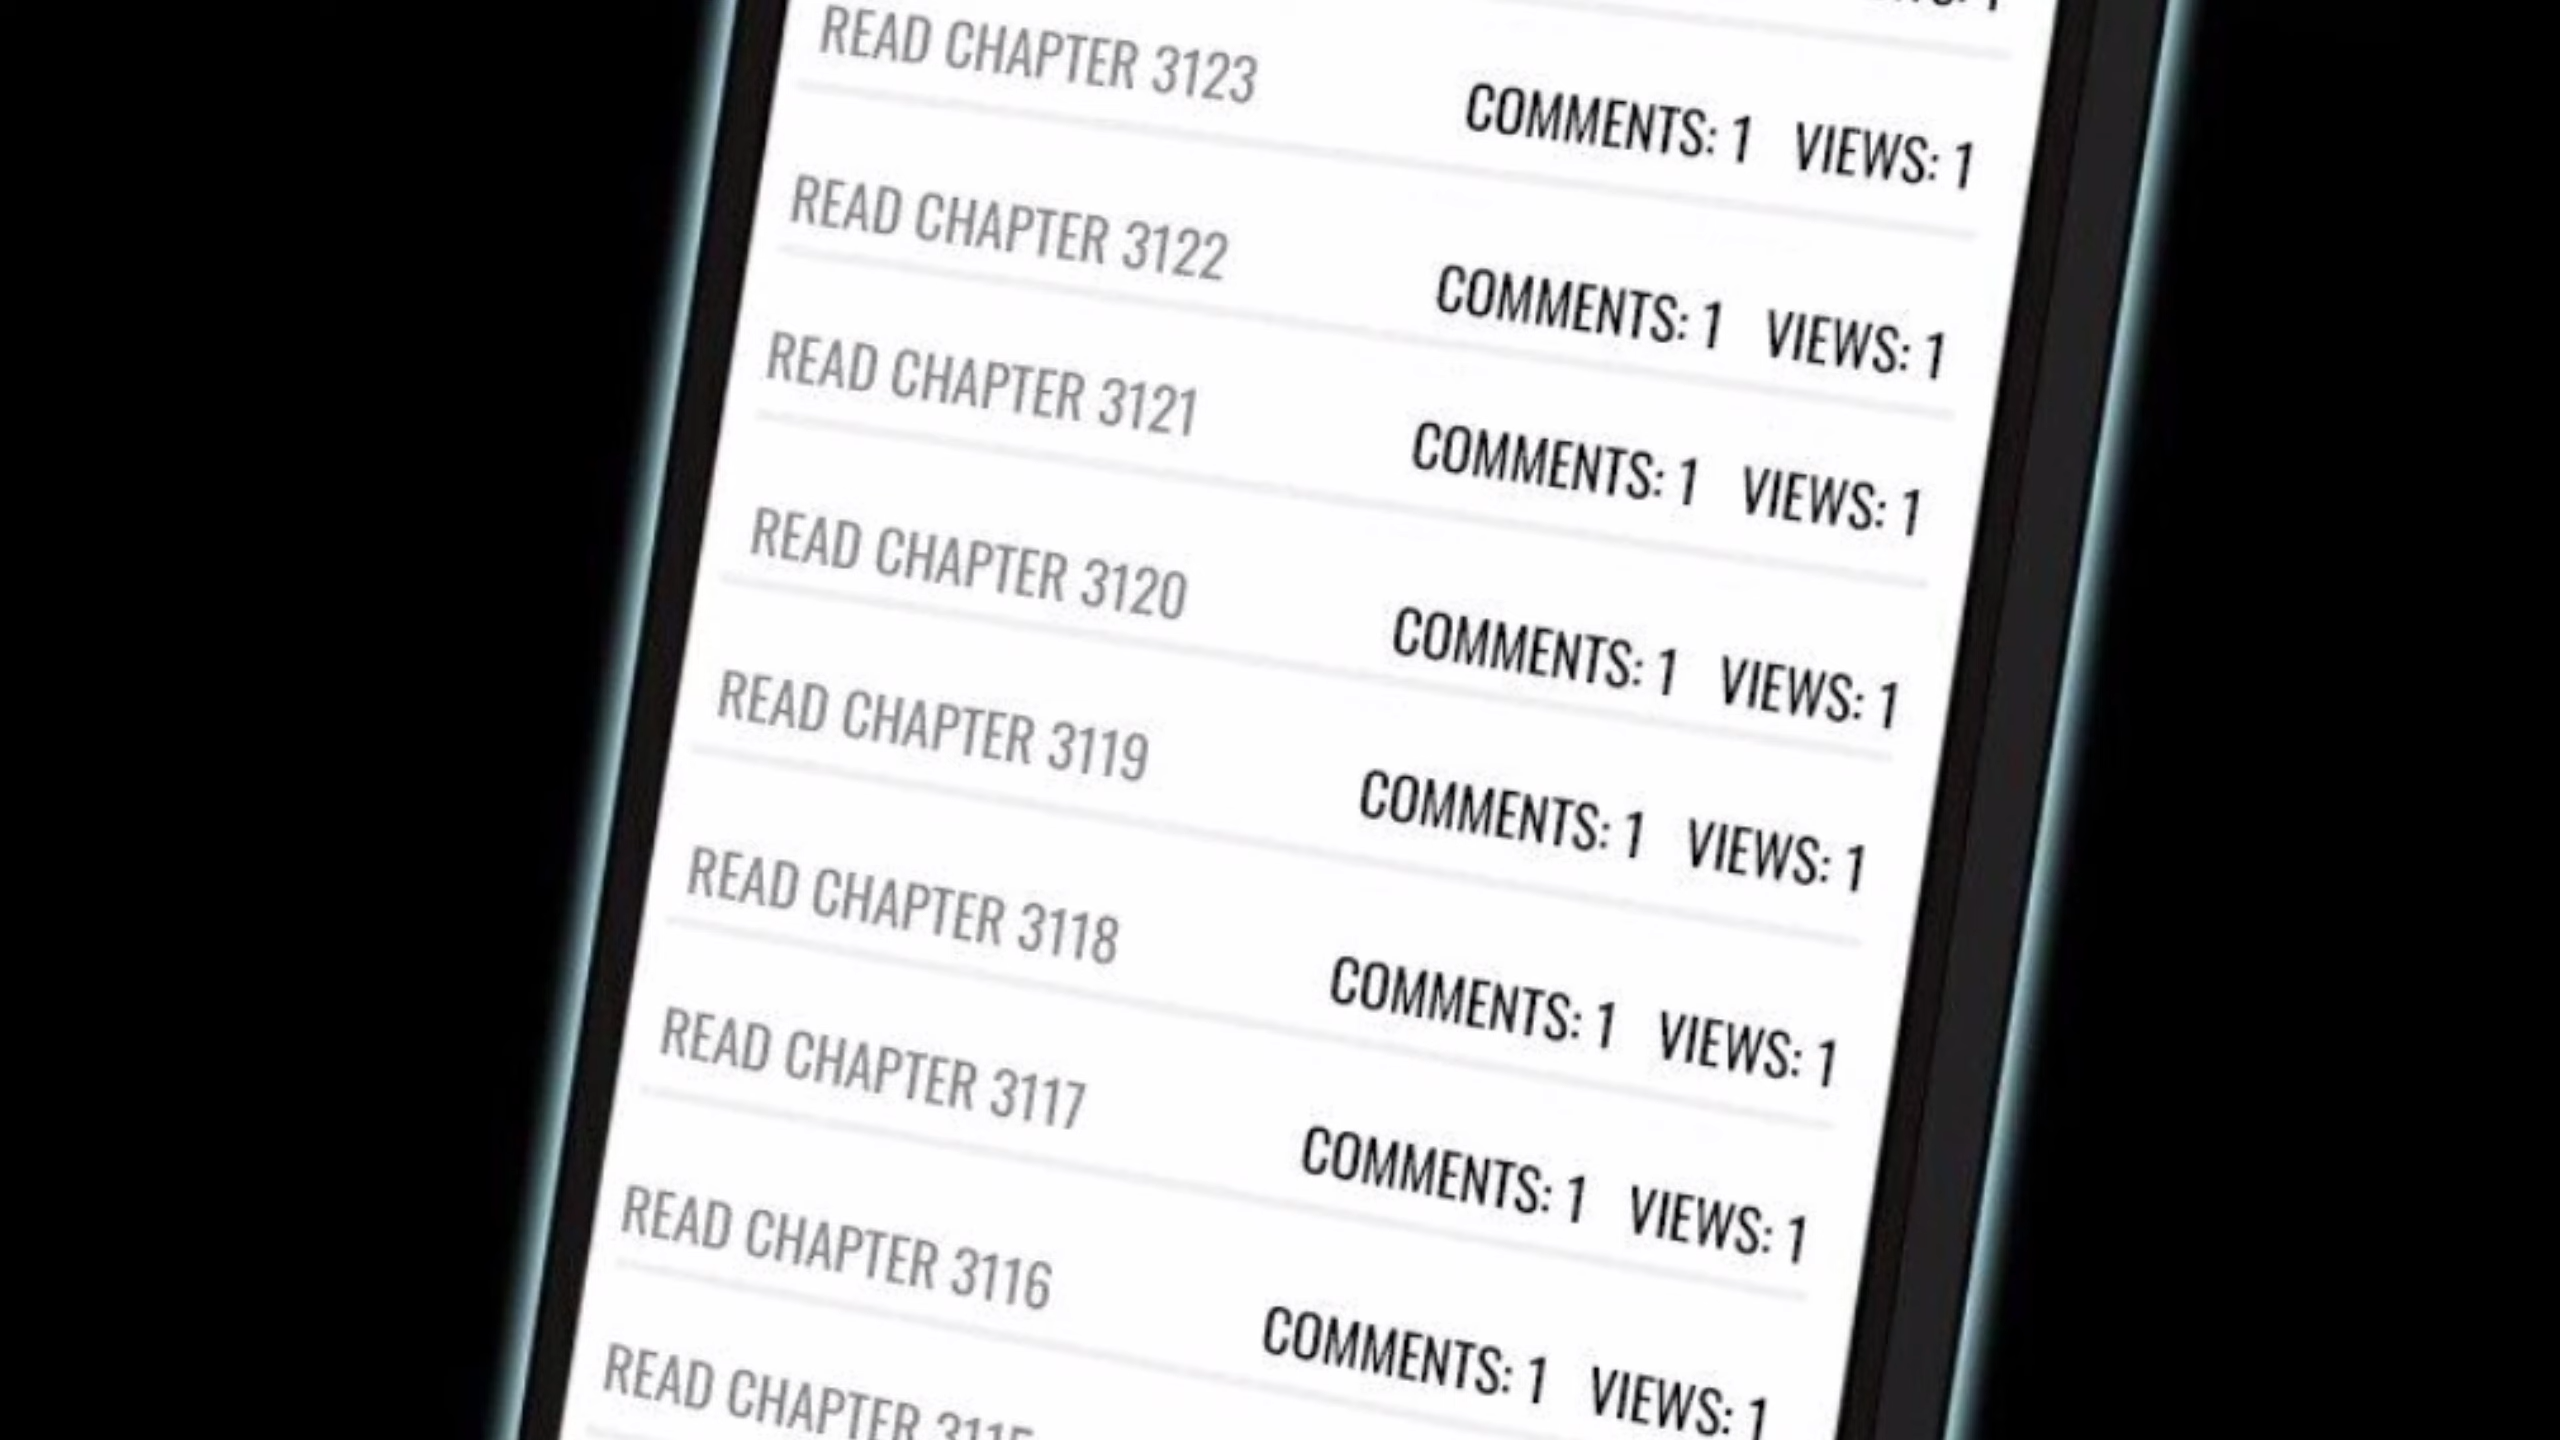 READ CHAPTER 3123 COMMENTS: 1 VIEWS: 1
READ CHAPTER 3122 COMMENTS: 1 VIEWS: 1
READ CHAPTER 3121 COMMENTS: 1 VIEWS: 1
READ CHAPTER 3120 COMMENTS: 1 VIEWS: 1
READ CHAPTER 3119 COMMENTS: 1 VIEWS: 1
READ CHAPTER 3118 COMMENTS: 1 VIEWS: 1
READ CHAPTER 3117 COMMENTS: 1 VIEWS: 1
READ CHAPTER 3116 COMMENTS: 1 VIEWS: 1
READ CHAPTER 3115